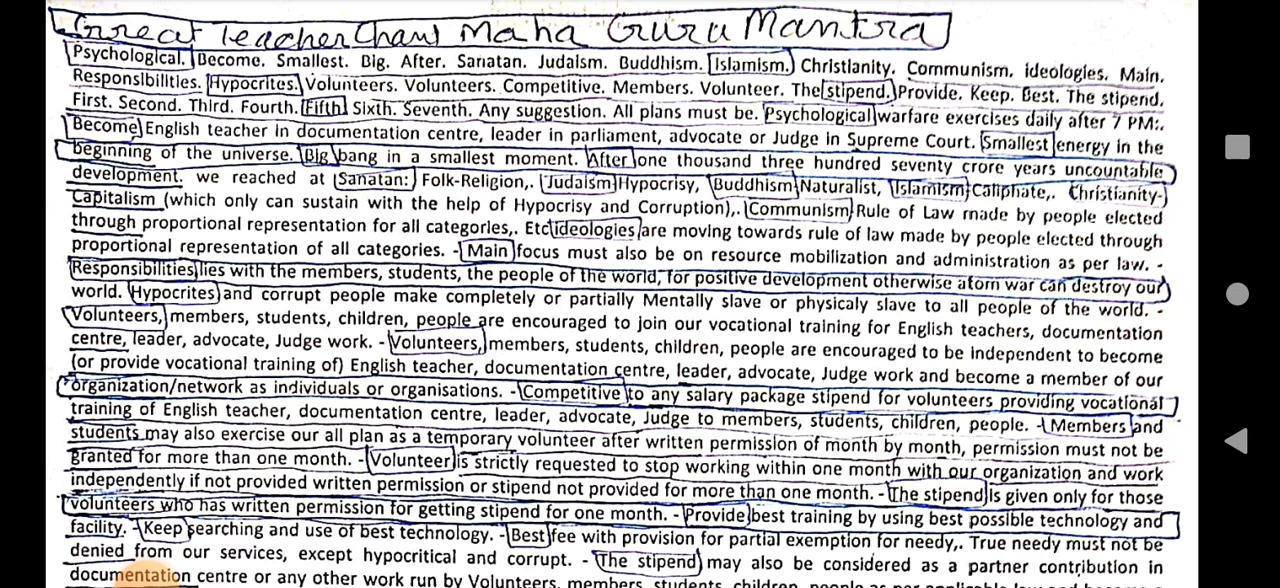 Great Teacher Chant Maha Guru Mantra
Psychological. Become. Smallest. Big. After. Sanatan. Judaism. Buddhism. Islamism. Christianity. Communism. ideologies. Main.
Responsibilities. Hypocrites. Volunteers. Volunteers. Competitive. Members. Volunteer. The stipend. Provide. Keep. Best. The stipend.
First. Second. Third. Fourth. Fifth Sixth. Seventh. Any suggestion. All plans must be. Psychological warfare exercises daily after 7 PM:.
Become English teacher in documentation centre, leader in parliament, advocate or Judge in Supreme Court. Smallest energy in the
beginning of the universe. Big bang in a smallest moment. After one thousand three hundred seventy crore years uncountable
development. we reached at Sanatan: Folk-Religion,. Judaism Hypocrisy, Buddhism Naturalist, Islamism Caliphate,. Christianity-
Capitalism (which only can sustain with the help of Hypocrisy and Corruption),. Communism Rule of Law made by people elected
through proportional representation for all categories,. Etc ideologies are moving towards rule of law made by people elected through
proportional representation of all categories. - Main focus must also be on resource mobilization and administration as per law. -
Responsibilities lies with the members, students, the people of the world, for positive development otherwise atom war can destroy our
world. Hypocrites and corrupt people make completely or partially Mentally slave or physicaly slave to all people of the world. -
Volunteers, members, students, children, people are encouraged to join our vocational training for English teachers, documentation
centre, leader, advocate, Judge work. - Volunteers, members, students, children, people are encouraged to be Independent to become
(or provide vocational training of) English teacher, documentation centre, leader, advocate, Judge work and become a member of our
organization/network as individuals or organisations. - Competitive to any salary package stipend for volunteers providing vocational
training of English teacher, documentation centre, leader, advocate, Judge to members, students, children, people. - Members and
students may also exercise our all plan as a temporary volunteer after written permission of month by month, permission must not be
granted for more than one month. - Volunteer is strictly requested to stop working within one month with our organization and work
independently if not provided written permission or stipend not provided for more than one month. - The stipend is given only for those
volunteers who has written permission for getting stipend for one month. - Provide best training by using best possible technology and
facility. - Keep searching and use of best technology. - Best fee with provision for partial exemption for needy,. True needy must not be
denied from our services, except hypocritical and corrupt. - The stipend may also be considered as a partner contribution in
documentation centre or any other work run by Volunteers, members, students, children, people as per applicable law and